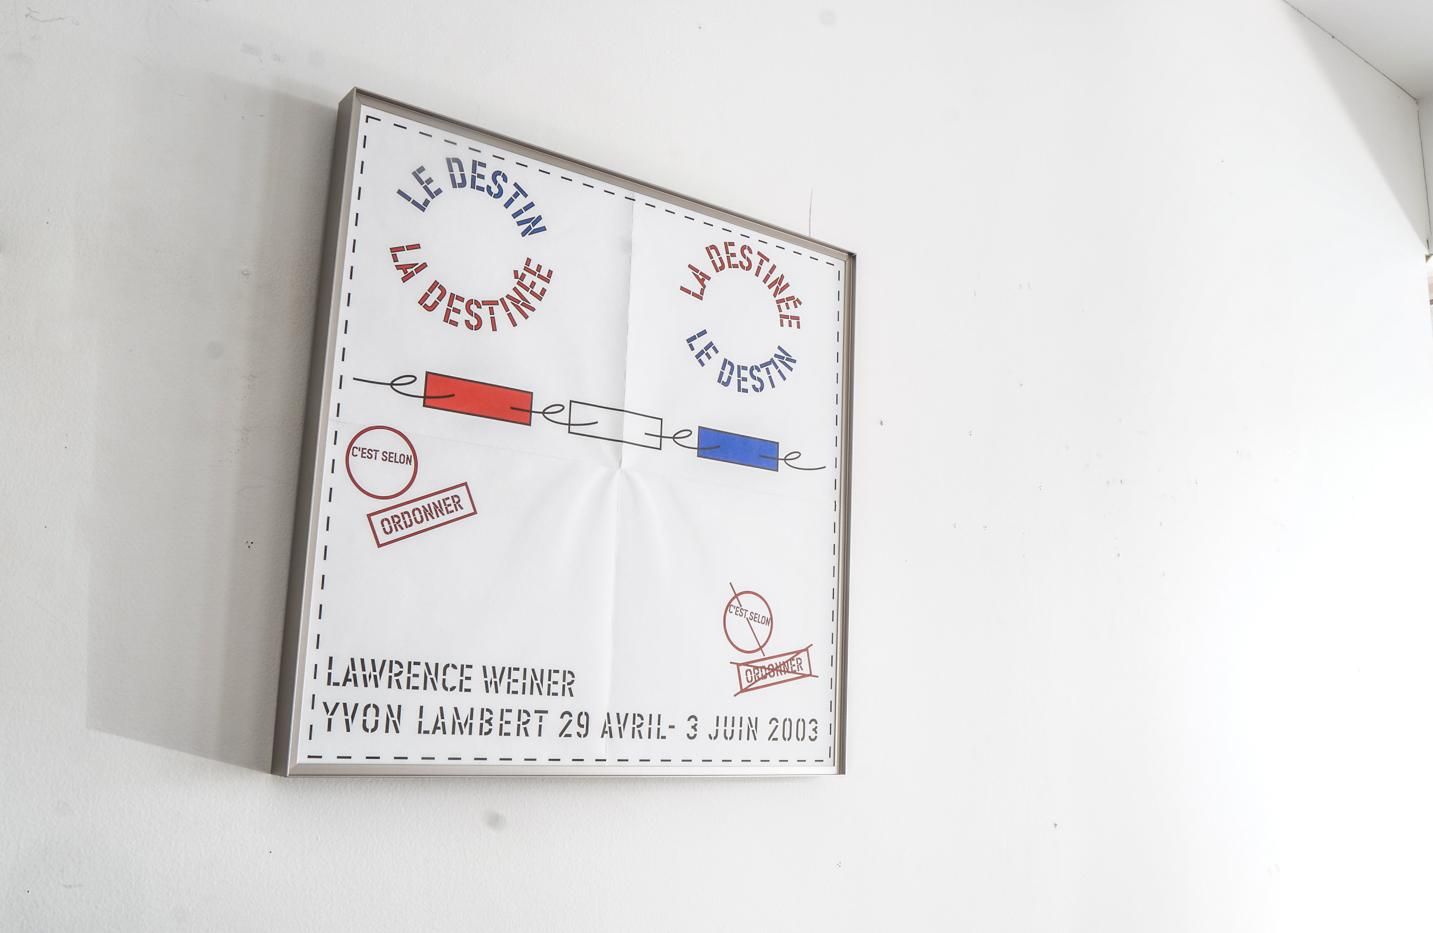 LE DESTIN
LA DESTINÉE
LA DESTINÉE
LE DESTIN
C'EST SELON
ORDONNER
C'EST SELON
ORDONNER
LAWRENCE WEINER
YVON LAMBERT 29 AVRIL- 3 JUIN 2003